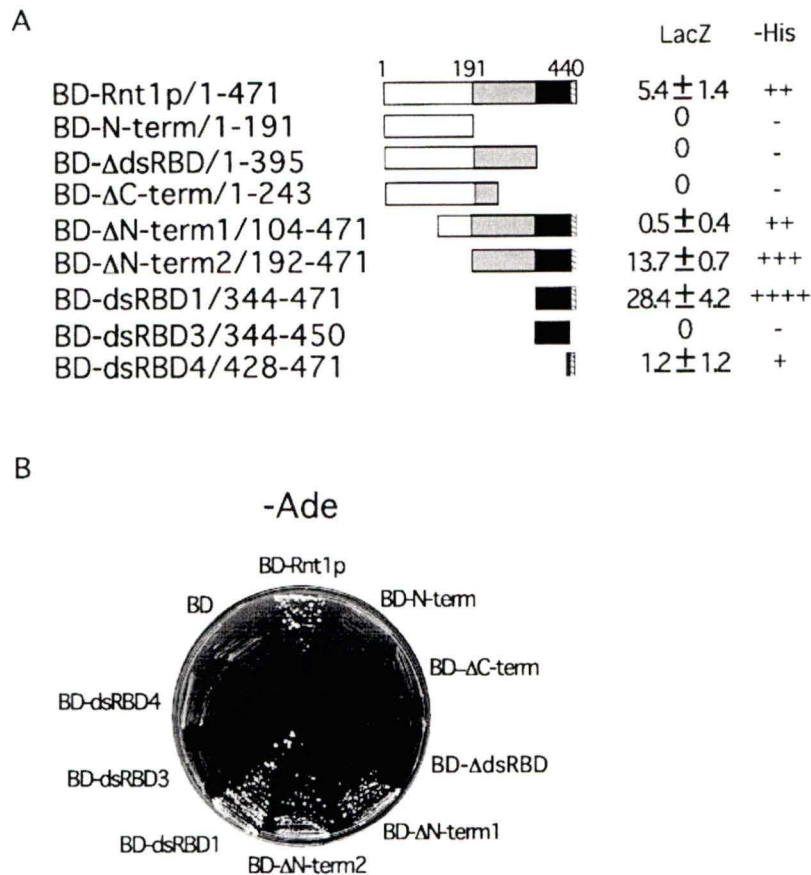 A
LacZ -His
1 191 440
BD-Rnt1p/1-471 5.4±1.4 ++
BD-N-term/1-191 0 -
BD-ΔdsRBD/1-395 0 -
BD-ΔC-term/1-243 0 -
BD-ΔN-term1/104-471 0.5±0.4 ++
BD-ΔN-term2/192-471 13.7±0.7 +++
BD-dsRBD1/344-471 28.4±4.2 ++++
BD-dsRBD3/344-450 0 -
BD-dsRBD4/428-471 1.2±1.2 +
B
-Ade
BD-Rnt1p
BD BD-N-term
BD-ΔC-term
BD-dsRBD4
BD-ΔdsRBD
BD-dsRBD3
BD-ΔN-term1
BD-dsRBD1
BD-ΔN-term2